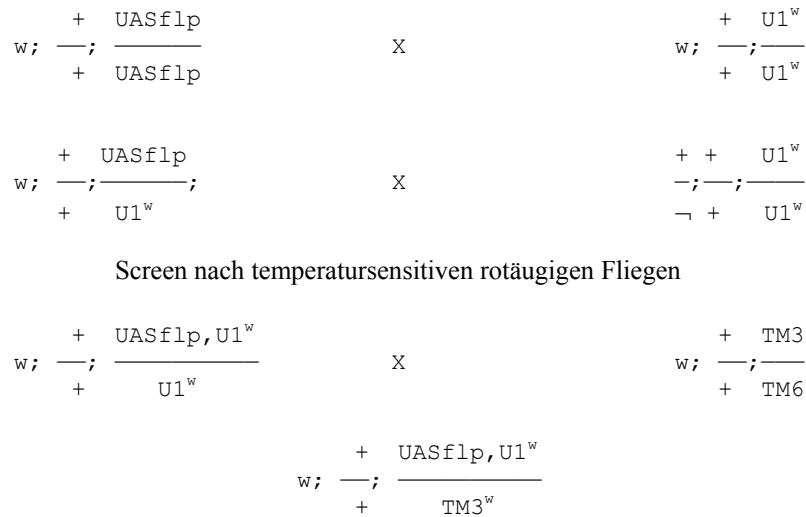 + UASflp + U1ʷ
w; —; ——— X w; —;———
+ UASflp + U1ʷ
+ UASflp + + U1ʷ
w; —;———; X —;—;———
+ U1ʷ ¬ + U1ʷ
Screen nach temperatursensitiven rotäugigen Fliegen
+ UASflp,U1ʷ + TM3
w; —; ————— X w; —;———
+ U1ʷ + TM6
+ UASflp,U1ʷ
w; —; —————
+ TM3ʷ